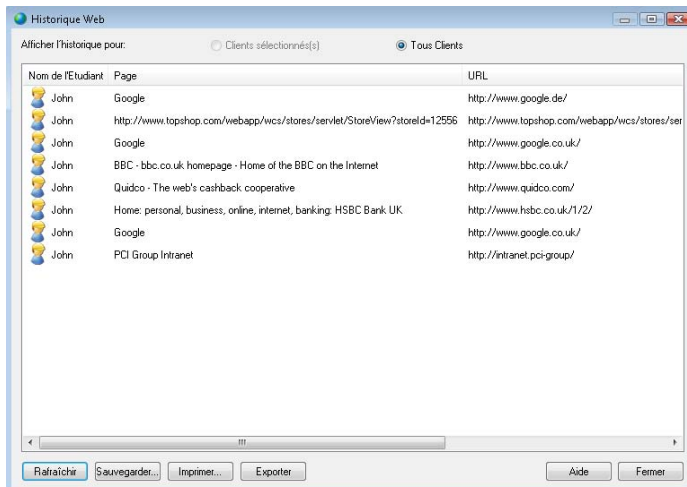 Historique Web
Afficher l'historique pour: Clients sélectionnés(s) Tous Clients
Nom de l'Etudiant Page URL
John Google http://www.google.de/
John http://www.topshop.com/webapp/wcs/stores/servlet/StoreView?storeId=12556 http://www.topshop.com/webapp/wcs/stores/ser
John Google http://www.google.co.uk/
John BBC - bbc.co.uk homepage - Home of the BBC on the Internet http://www.bbc.co.uk/
John Quidco - The web's cashback cooperative http://www.quidco.com/
John Home: personal, business, online, internet, banking: HSBC Bank UK http://www.hsbc.co.uk/1/2/
John Google http://www.google.co.uk/
John PCI Group Intranet http://intranet.pci-group/
Rafraîchir Sauvegarder... Imprimer... Exporter Aide Fermer